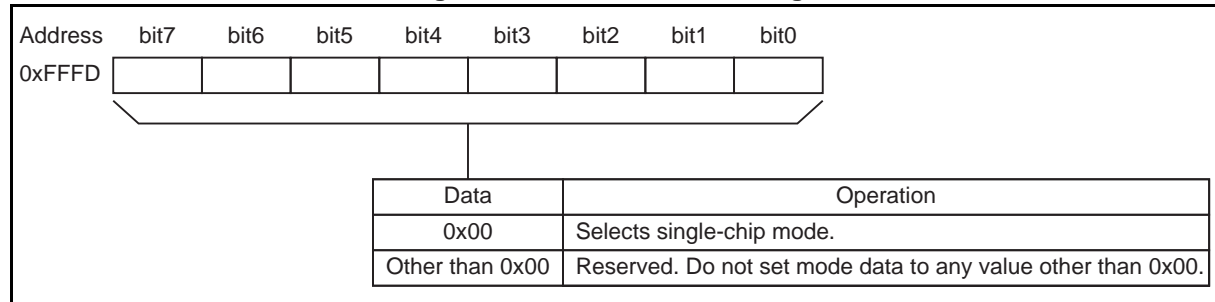 Address bit7 bit6 bit5 bit4 bit3 bit2 bit1 bit0
0xFFFD
Data Operation
0x00 Selects single-chip mode.
Other than 0x00 Reserved. Do not set mode data to any value other than 0x00.